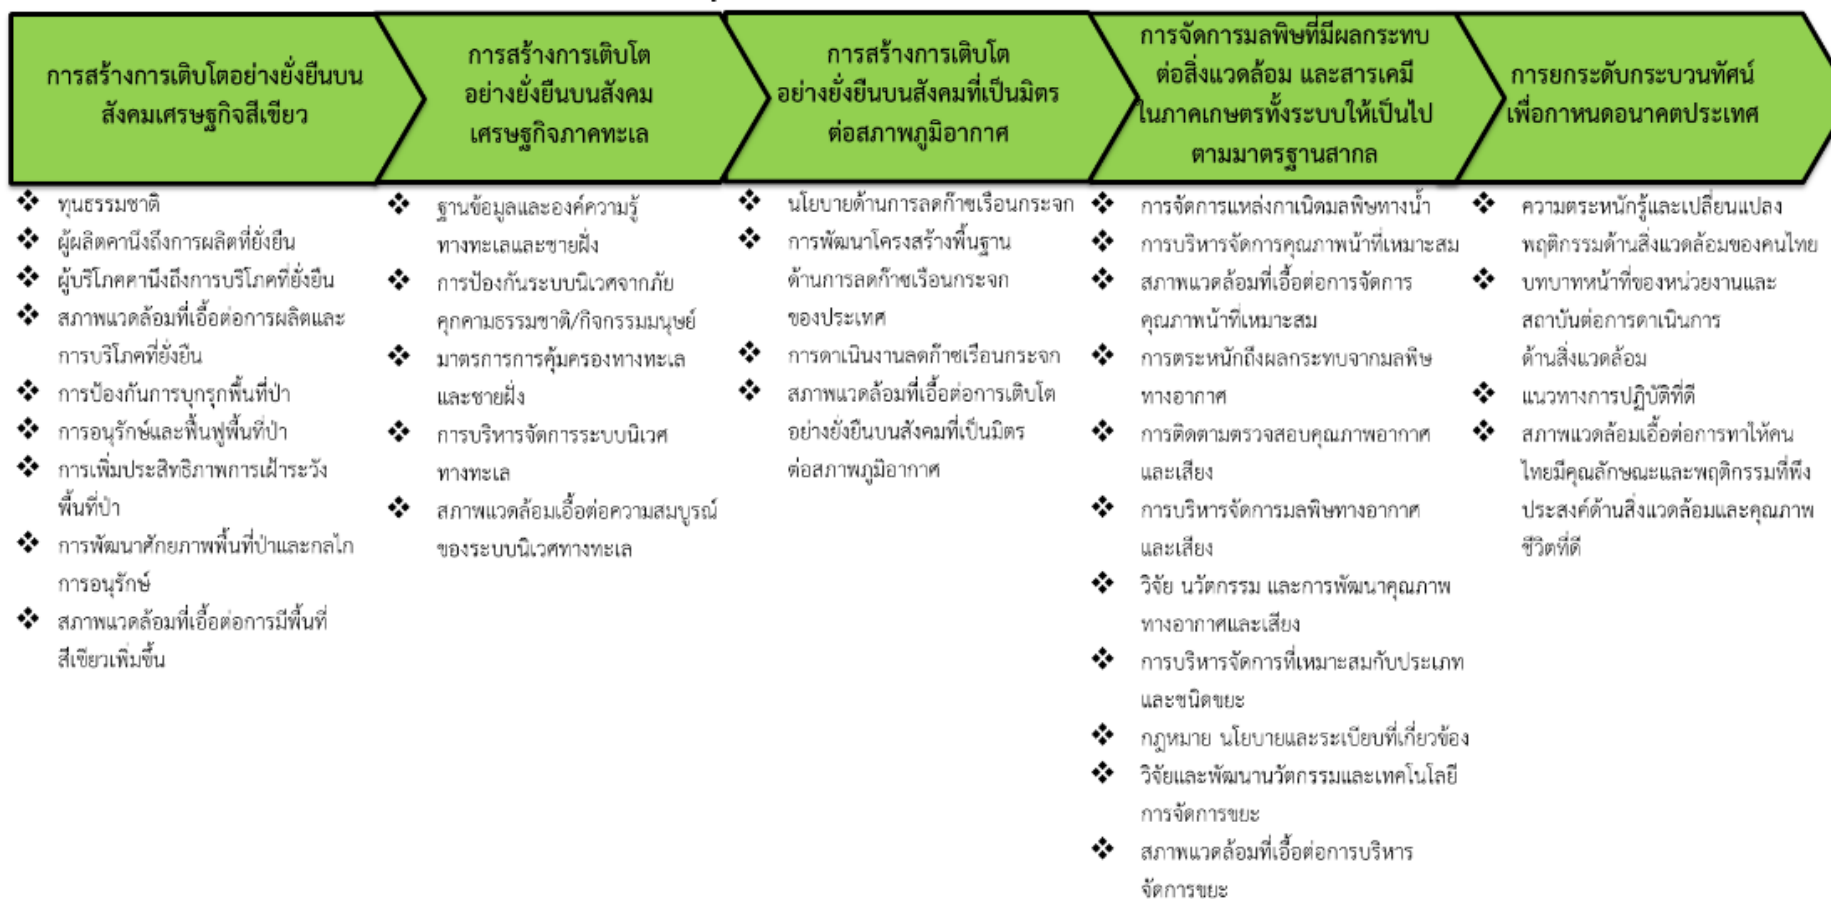 การสร้างการเติบโตอย่างยั่งยืนบน
สังคมเศรษฐกิจสีเขียว
ทุนธรรมชาติ
ผู้ผลิตคานึงถึงการผลิตที่ยั่งยืน
ผู้บริโภคคานึงถึงการบริโภคที่ยั่งยืน
สภาพแวดล้อมที่เอื้อต่อการผลิตและ
การบริโภคที่ยั่งยืน
การป้องกันการบุกรุกพื้นที่ป่า
การอนุรักษ์และฟื้นฟูพื้นที่ป่า
การเพิ่มประสิทธิภาพการเฝ้าระวัง
พื้นที่ป่า
การพัฒนาศักยภาพพื้นที่ป่าและกลไก
การอนุรักษ์
สภาพแวดล้อมที่เอื้อต่อการมีพื้นที่
สีเขียวเพิ่มขึ้น
การสร้างการเติบโต
อย่างยั่งยืนบนสังคม
เศรษฐกิจภาคทะเล
ฐานข้อมูลและองค์ความรู้
ทางทะเลและชายฝั่ง
การป้องกันระบบนิเวศจากภัย
คุกคามธรรมชาติ/กิจกรรมมนุษย์
มาตรการการคุ้มครองทางทะเล
และชายฝั่ง
การบริหารจัดการระบบนิเวศ
ทางทะเล
สภาพแวดล้อมเอื้อต่อความสมบูรณ์
ของระบบนิเวศทางทะเล
การสร้างการเติบโต
อย่างยั่งยืนบนสังคมที่เป็นมิตร
ต่อสภาพภูมิอากาศ
นโยบายด้านการลดก๊าซเรือนกระจก
การพัฒนาโครงสร้างพื้นฐาน
ด้านการลดก๊าซเรือนกระจก
ของประเทศ
การดาเนินงานลดก๊าซเรือนกระจก
สภาพแวดล้อมที่เอื้อต่อการเติบโต
อย่างยั่งยืนบนสังคมที่เป็นมิตร
ต่อสภาพภูมิอากาศ
การจัดการมลพิษที่มีผลกระทบ
ต่อสิ่งแวดล้อม และสารเคมี
ในภาคเกษตรทั้งระบบให้เป็นไป
ตามมาตรฐานสากล
การจัดการแหล่งกาเนิดมลพิษทางน้ำ
การบริหารจัดการคุณภาพน้าที่เหมาะสม
สภาพแวดล้อมที่เอื้อต่อการจัดการ
คุณภาพน้าที่เหมาะสม
การตระหนักถึงผลกระทบจากมลพิษ
ทางอากาศ
การติดตามตรวจสอบคุณภาพอากาศ
และเสียง
การบริหารจัดการมลพิษทางอากาศ
และเสียง
วิจัย นวัตกรรม และการพัฒนาคุณภาพ
ทางอากาศและเสียง
การบริหารจัดการที่เหมาะสมกับประเภท
และชนิดขยะ
กฎหมาย นโยบายและระเบียบที่เกี่ยวข้อง
วิจัยและพัฒนานวัตกรรมและเทคโนโลยี
การจัดการขยะ
สภาพแวดล้อมที่เอื้อต่อการบริหาร
จัดการขยะ
การยกระดับกระบวนทัศน์
เพื่อกาหนดอนาคตประเทศ
ความตระหนักรู้และเปลี่ยนแปลง
พฤติกรรมด้านสิ่งแวดล้อมของคนไทย
บทบาทหน้าที่ของหน่วยงานและ
สถาบันต่อการดาเนินการ
ด้านสิ่งแวดล้อม
แนวทางการปฏิบัติที่ดี
สภาพแวดล้อมเอื้อต่อการทาให้คน
ไทยมีคุณลักษณะและพฤติกรรมที่พึง
ประสงค์ด้านสิ่งแวดล้อมและคุณภาพ
ชีวิตที่ดี